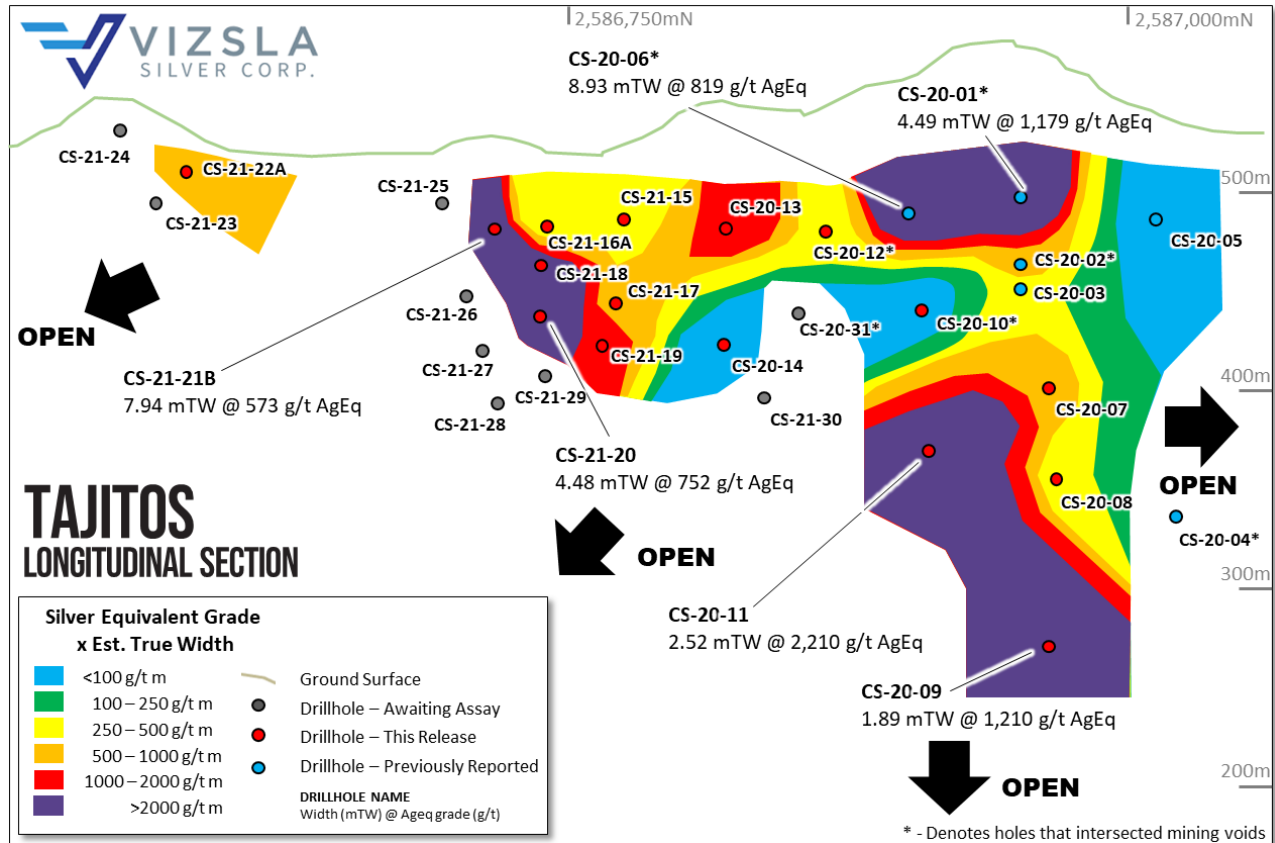 VIZSLA
SILVER CORP.
2,586,750mN
2,587,000mN
CS-20-06*
8.93 mTW @ 819 g/t AgEq
CS-20-01*
4.49 mTW @ 1,179 g/t AgEq
CS-21-24
CS-21-22A
CS-21-23
CS-21-25
CS-21-15
CS-20-13
500m
CS-21-16A
CS-20-12*
CS-20-05
CS-21-18
CS-20-02*
CS-21-17
CS-20-03
CS-21-26
CS-20-31*
CS-20-10*
OPEN
CS-21-19
CS-20-14
CS-21-27
CS-21-21B
7.94 mTW @ 573 g/t AgEq
CS-21-29
400m
CS-21-28
CS-21-30
CS-20-07
CS-21-20
4.48 mTW @ 752 g/t AgEq
OPEN
CS-20-08
CS-20-04*
TAJITOS
LONGITUDINAL SECTION
OPEN
300m
CS-20-11
2.52 mTW @ 2,210 g/t AgEq
CS-20-09
1.89 mTW @ 1,210 g/t AgEq
200m
OPEN
Silver Equivalent Grade
x Est. True Width
<100 g/t m
100 – 250 g/t m
250 – 500 g/t m
500 – 1000 g/t m
1000 – 2000 g/t m
>2000 g/t m
Ground Surface
Drillhole – Awaiting Assay
Drillhole – This Release
Drillhole – Previously Reported
DRILLHOLE NAME
Width (mTW) @ Ageq grade (g/t)
* - Denotes holes that intersected mining voids